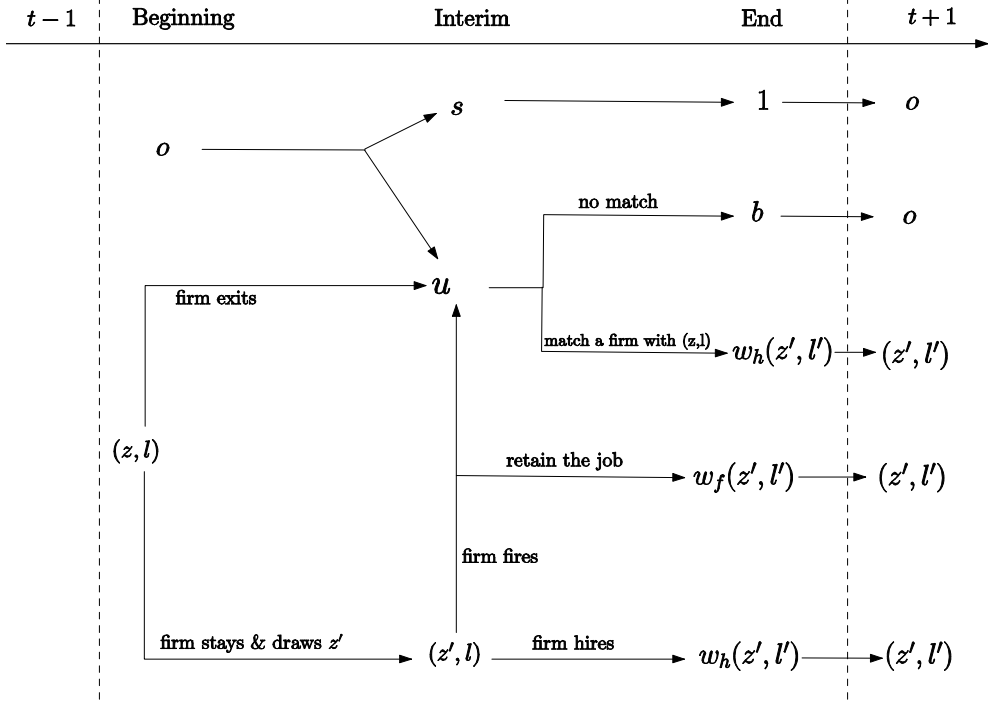 t − 1 Beginning Interim End t + 1
s 1 o
o
no match b o
u
firm exits
match a firm with (z,l) w_h(z′, l′) (z′, l′)
(z, l)
retain the job w_f(z′, l′) (z′, l′)
firm fires
firm stays & draws z′ (z′, l) firm hires w_h(z′, l′) (z′, l′)